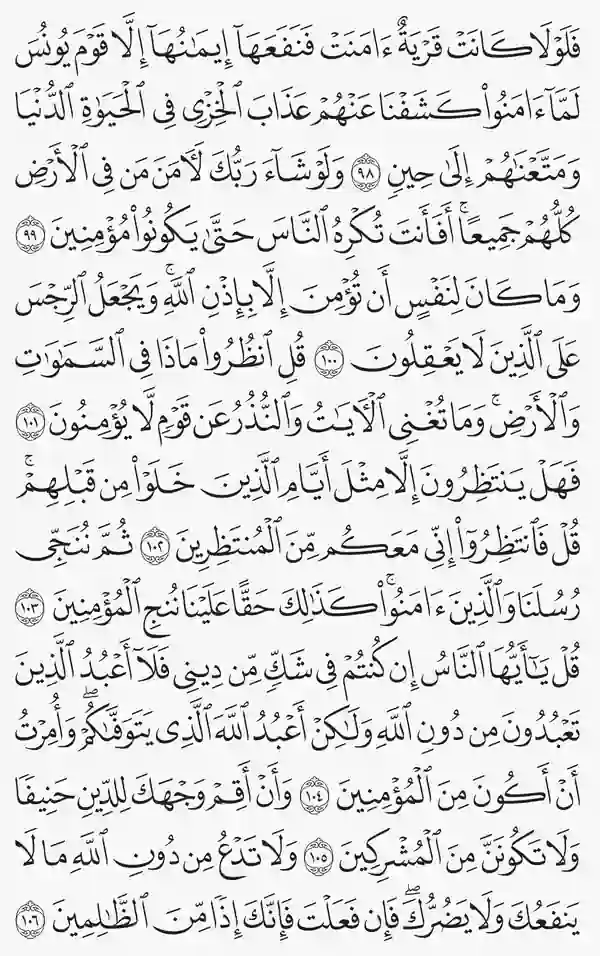 فَلَوۡلَا كَانَتۡ قَرۡيَةٌ ءَامَنَتۡ فَنَفَعَهَآ إِيمَٰنُهَآ إِلَّا قَوۡمَ يُونُسَ
لَمَّآ ءَامَنُواْ كَشَفۡنَا عَنۡهُمۡ عَذَابَ ٱلۡخِزۡيِ فِي ٱلۡحَيَوٰةِ ٱلدُّنۡيَا
وَمَتَّعۡنَٰهُمۡ إِلَىٰ حِينٖ ٩٨ وَلَوۡ شَآءَ رَبُّكَ لَأٓمَنَ مَن فِي ٱلۡأَرۡضِ
كُلُّهُمۡ جَمِيعًاۚ أَفَأَنتَ تُكۡرِهُ ٱلنَّاسَ حَتَّىٰ يَكُونُواْ مُؤۡمِنِينَ ٩٩
وَمَا كَانَ لِنَفۡسٍ أَن تُؤۡمِنَ إِلَّا بِإِذۡنِ ٱللَّهِۚ وَيَجۡعَلُ ٱلرِّجۡسَ
عَلَى ٱلَّذِينَ لَا يَعۡقِلُونَ ١٠٠ قُلِ ٱنظُرُواْ مَاذَا فِي ٱلسَّمَٰوَٰتِ
وَٱلۡأَرۡضِۚ وَمَا تُغۡنِي ٱلۡأٓيَٰتُ وَٱلنُّذُرُ عَن قَوۡمٖ لَّا يُؤۡمِنُونَ ١٠١
فَهَلۡ يَنتَظِرُونَ إِلَّا مِثۡلَ أَيَّامِ ٱلَّذِينَ خَلَوۡاْ مِن قَبۡلِهِمۡۚ
قُلۡ فَٱنتَظِرُوٓاْ إِنِّي مَعَكُم مِّنَ ٱلۡمُنتَظِرِينَ ١٠٢ ثُمَّ نُنَجِّي
رُسُلَنَا وَٱلَّذِينَ ءَامَنُواْۚ كَذَٰلِكَ حَقًّا عَلَيۡنَا نُنجِ ٱلۡمُؤۡمِنِينَ ١٠٣
قُلۡ يَٰٓأَيُّهَا ٱلنَّاسُ إِن كُنتُمۡ فِي شَكّٖ مِّن دِينِي فَلَآ أَعۡبُدُ ٱلَّذِينَ
تَعۡبُدُونَ مِن دُونِ ٱللَّهِ وَلَٰكِنۡ أَعۡبُدُ ٱللَّهَ ٱلَّذِي يَتَوَفَّىٰكُمۡۖ وَأُمِرۡتُ
أَنۡ أَكُونَ مِنَ ٱلۡمُؤۡمِنِينَ ١٠٤ وَأَنۡ أَقِمۡ وَجۡهَكَ لِلدِّينِ حَنِيفٗا
وَلَا تَكُونَنَّ مِنَ ٱلۡمُشۡرِكِينَ ١٠٥ وَلَا تَدۡعُ مِن دُونِ ٱللَّهِ مَا لَا
يَنفَعُكَ وَلَا يَضُرُّكَۖ فَإِن فَعَلۡتَ فَإِنَّكَ إِذٗا مِّنَ ٱلظَّٰلِمِينَ ١٠٦